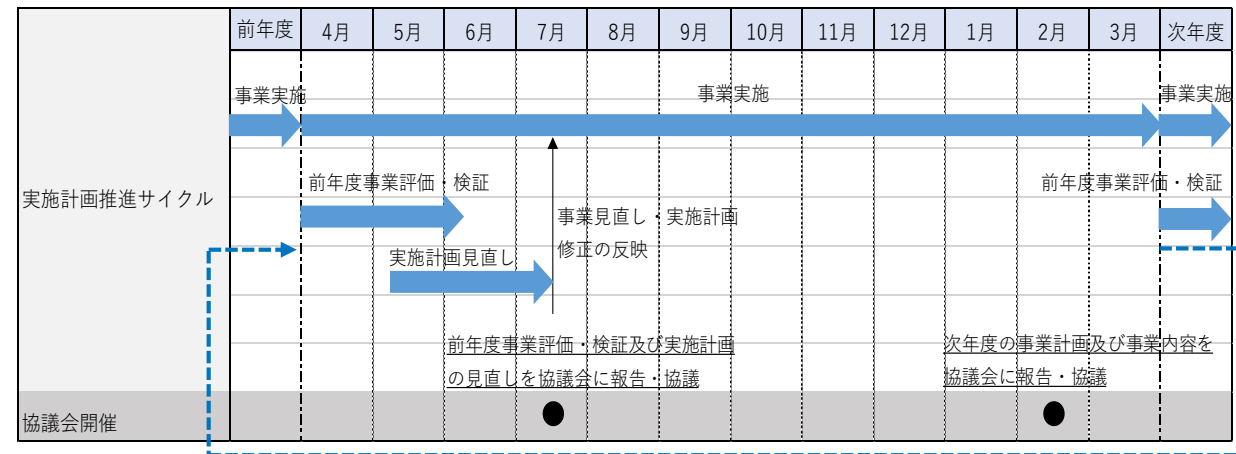 前年度 4月 5月 6月 7月 8月 9月 10月 11月 12月 1月 2月 3月 次年度
事業実施 事業実施 事業実施
前年度事業評価・検証 前年度事業評価・検証
実施計画推進サイクル
事業見直し・実施計画
修正の反映
実施計画見直し
前年度事業評価・検証及び実施計画
の見直しを協議会に報告・協議
次年度の事業計画及び事業内容を
協議会に報告・協議
協議会開催